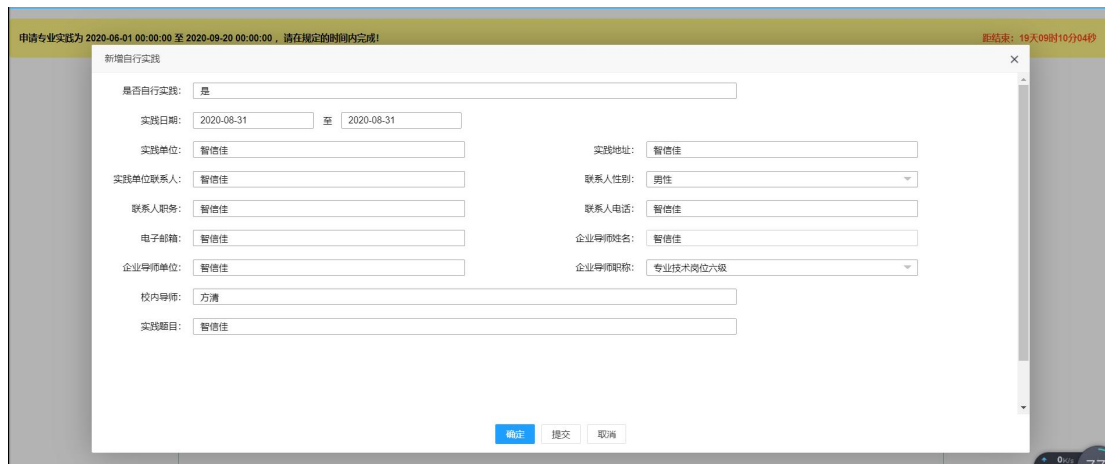 申请专业实践为 2020-06-01 00:00:00 至 2020-09-20 00:00:00 ，请在规定的时间内完成! 距结束：19天09时10分04秒
新增自行实践 ×
是否自行实践: 是
实践日期: 2020-08-31 至 2020-08-31
实践单位: 智信佳 实践地址: 智信佳
实践单位联系人: 智信佳 联系人性别: 男性
联系人职务: 智信佳 联系人电话: 智信佳
电子邮箱: 智信佳 企业导师姓名: 智信佳
企业导师单位: 智信佳 企业导师职称: 专业技术岗位六级
校内导师: 方清
实践题目: 智信佳
确定 提交 取消
0K/s